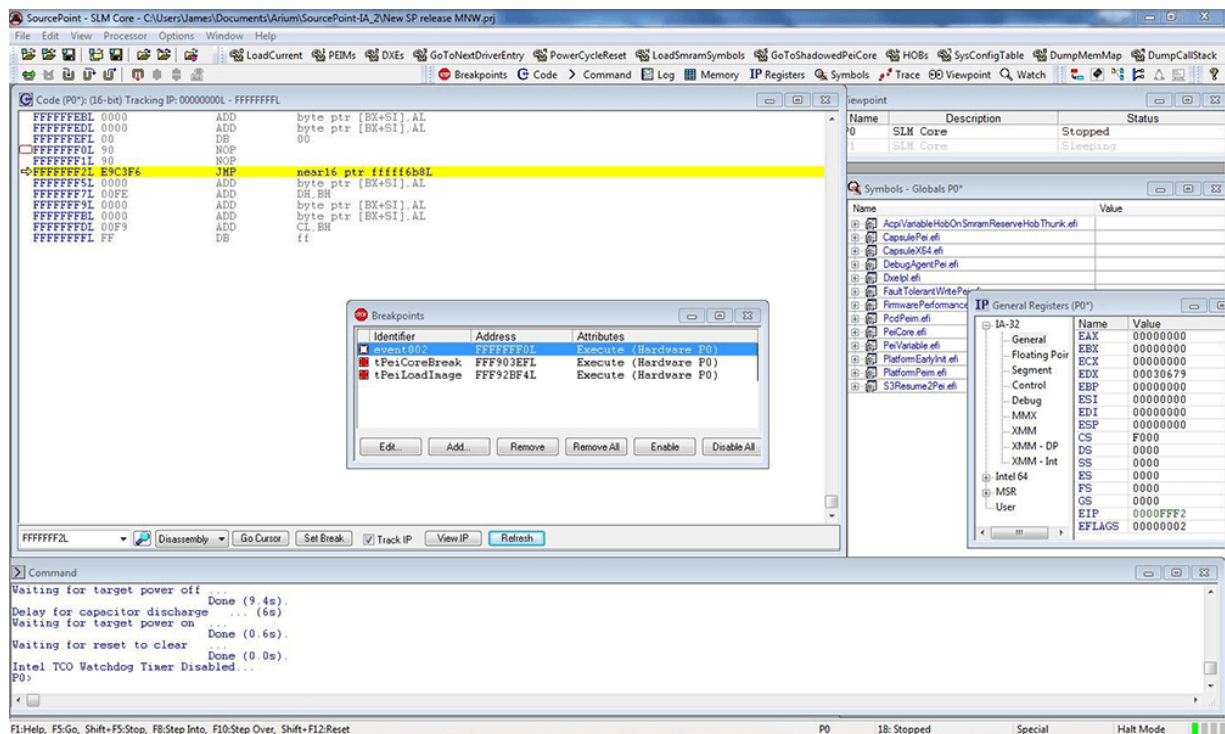 SourcePoint - SLM Core - C:\Users\James\Documents\Arium\SourcePoint-IA_2\New SP release MNW.prj
File Edit View Processor Options Window Help
LoadCurrent PEIMs DXEs GoToNextDriverEntry PowerCycleReset LoadSmramSymbols GoToShadowedPeiCore HOBs SysConfigTable DumpMemMap DumpCallStack
Breakpoints Code Command Log Memory IP Registers Symbols Trace Viewpoint Watch
Code (P0*): (16-bit) Tracking IP: 00000000L - FFFFFFFFL
FFFFFFEBL 0000 ADD byte ptr [BX+SI],AL
FFFFFFEDL 0000 ADD byte ptr [BX+SI],AL
FFFFFFEFL 00 DB 00
FFFFFFF0L 90 NOP
FFFFFFF1L 90 NOP
FFFFFFF2L E9C3F6 JMP near16 ptr fffff6b8L
FFFFFFF5L 0000 ADD byte ptr [BX+SI],AL
FFFFFFF7L 00FE ADD DH,BH
FFFFFFF9L 0000 ADD byte ptr [BX+SI],AL
FFFFFFFBL 0000 ADD byte ptr [BX+SI],AL
FFFFFFFDL 00F9 ADD CL,BH
FFFFFFFFL FF DB ff
Breakpoints
Identifier Address Attributes
event002 FFFFFFF0L Execute (Hardware P0)
tPeiCoreBreak FFF903EFL Execute (Hardware P0)
tPeiLoadImage FFF92BF4L Execute (Hardware P0)
Edit... Add... Remove Remove All Enable Disable All
FFFFFFF2L Disassembly Go Cursor Set Break Track IP View IP Refresh
iewpoint
Name Description Status
P0 SLM Core Stopped
P1 SLM Core Sleeping
Symbols - Globals P0*
Name Value
AcpiVariableHobOnSmramReserveHobThunk.efi
CapsulePei.efi
CapsuleX64.efi
DebugAgentPei.efi
DxeIpl.efi
FaultTolerantWritePei.efi
FirmwarePerformance
PcdPeim.efi
PeiCore.efi
PeiVariable.efi
PlatformEarlyInit.efi
PlatformPeim.efi
S3Resume2Pei.efi
IP General Registers (P0*)
IA-32
General
Floating Poir
Segment
Control
Debug
MMX
XMM
XMM - DP
XMM - Int
Intel 64
MSR
User
Name Value
EAX 00000000
EBX 00000000
ECX 00000000
EDX 00030679
EBP 00000000
ESI 00000000
EDI 00000000
ESP 00000000
CS F000
DS 0000
SS 0000
ES 0000
FS 0000
GS 0000
EIP 0000FFF2
EFLAGS 00000002
Command
Waiting for target power off ...
Done (9.4s).
Delay for capacitor discharge ... (6s)
Waiting for target power on ...
Done (0.6s).
Waiting for reset to clear ...
Done (0.0s).
Intel TCO Watchdog Timer Disabled...
P0>
F1:Help, F5:Go, Shift+F5:Stop, F8:Step Into, F10:Step Over, Shift+F12:Reset P0 18: Stopped Special Halt Mode